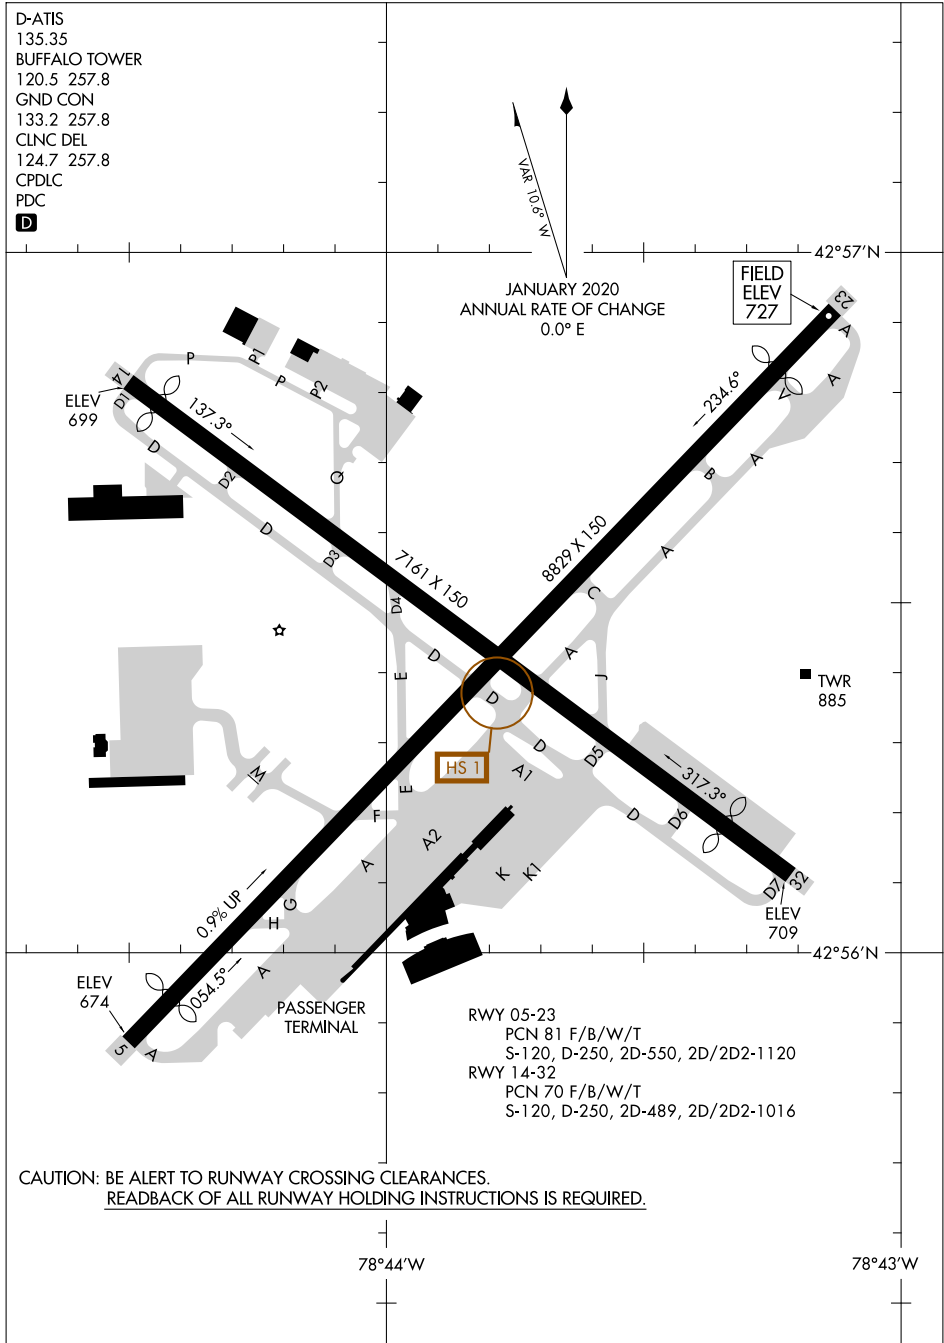 D-ATIS
135.35
BUFFALO TOWER
120.5 257.8
GND CON
133.2 257.8
CLNC DEL
124.7 257.8
CPDLC
PDC
D
VAR 10.6° W
JANUARY 2020
ANNUAL RATE OF CHANGE
0.0° E
42°57'N
FIELD
ELEV
727
23
A
A
V
234.6°
B
A
A
8829 X 150
C
A
J
P
P1
P
P2
14
D1
ELEV
699
137.3°
D
D2
Q
D
D3
7161 X 150
D4
D
E
D
HS 1
D
A1
D5
317.3°
D
D6
TWR
885
M
E
F
A2
A
K
K1
D7
32
ELEV
709
0.9% UP
G
H
A
42°56'N
ELEV
674
054.5°
5
A
PASSENGER
TERMINAL
RWY 05-23
PCN 81 F/B/W/T
S-120, D-250, 2D-550, 2D/2D2-1120
RWY 14-32
PCN 70 F/B/W/T
S-120, D-250, 2D-489, 2D/2D2-1016
CAUTION: BE ALERT TO RUNWAY CROSSING CLEARANCES.
READBACK OF ALL RUNWAY HOLDING INSTRUCTIONS IS REQUIRED.
78°44'W
78°43'W